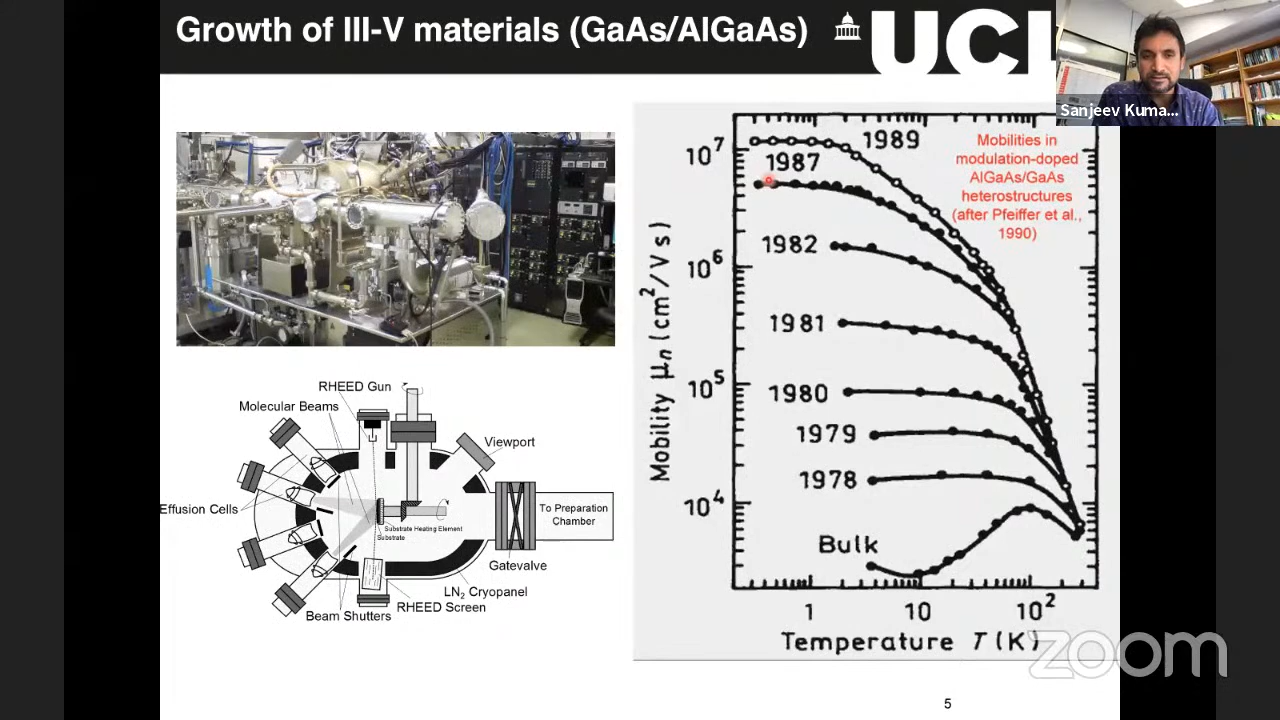 Growth of III-V materials (GaAs/AlGaAs)
UCL
Sanjeev Kuma...
RHEED Gun
Molecular Beams
Viewport
Effusion Cells
To Preparation
Chamber
Substrate Heating Element
Substrate
Gatevalve
LN2 Cryopanel
RHEED Screen
Beam Shutters
Mobilities in
modulation-doped
AlGaAs/GaAs
heterostructures
(after Pfeiffer et al.,
1990)
1989
1987
1982
1981
1980
1979
1978
Bulk
10^7
10^6
10^5
10^4
Mobility μn (cm²/V s)
1 10 10^2
Temperature T (K)
zoom
5